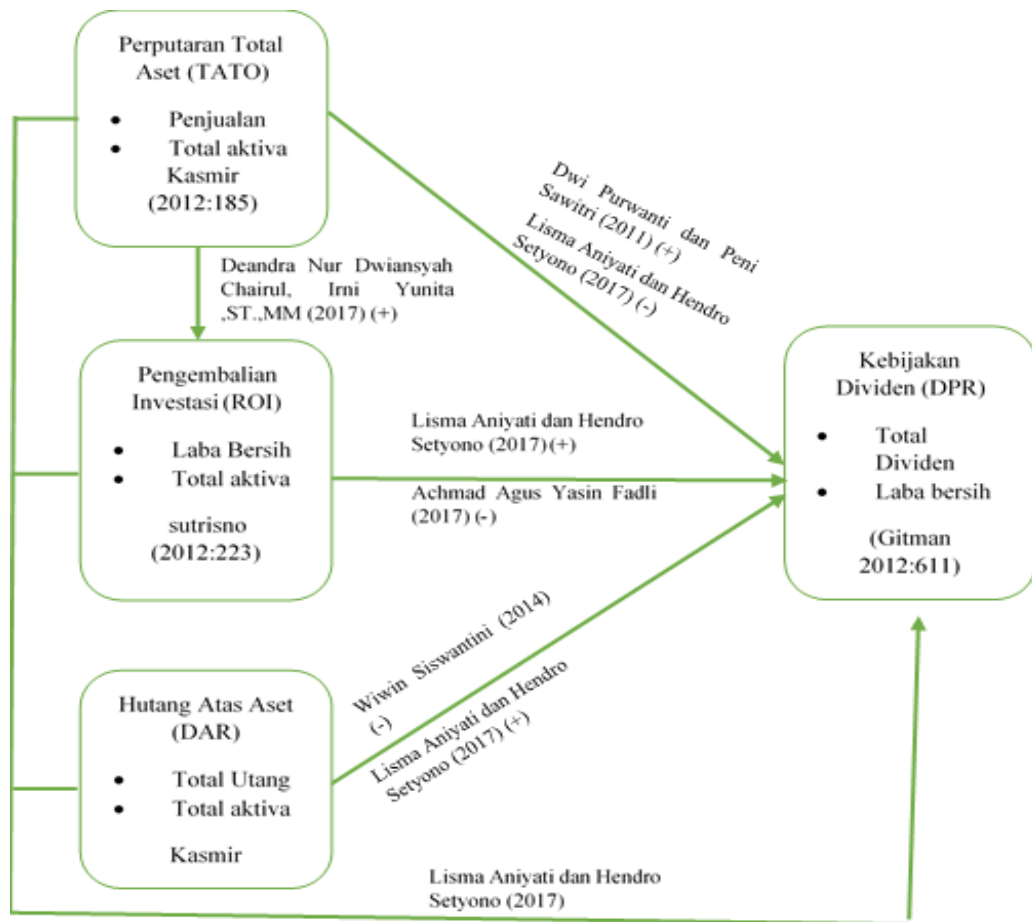 Perputaran Total
Aset (TATO)
• Penjualan
• Total aktiva
Kasmir
(2012:185)
Deandra Nur Dwiansyah
Chairul, Irni Yunita
,ST.,MM (2017) (+)
Dwi Purwanti dan Peni
Sawitri (2011) (+)
Lisma Aniyati dan Hendro
Setyono (2017) (-)
Pengembalian
Investasi (ROI)
• Laba Bersih
• Total aktiva
sutrisno
(2012:223)
Lisma Aniyati dan Hendro
Setyono (2017) (+)
Achmad Agus Yasin Fadli
(2017) (-)
Kebijakan
Dividen (DPR)
• Total
Dividen
• Laba bersih
(Gitman
2012:611)
Hutang Atas Aset
(DAR)
• Total Utang
• Total aktiva
Kasmir
Wiwin Siswantini (2014)
(-)
Lisma Aniyati dan Hendro
Setyono (2017) (+)
Lisma Aniyati dan Hendro
Setyono (2017)